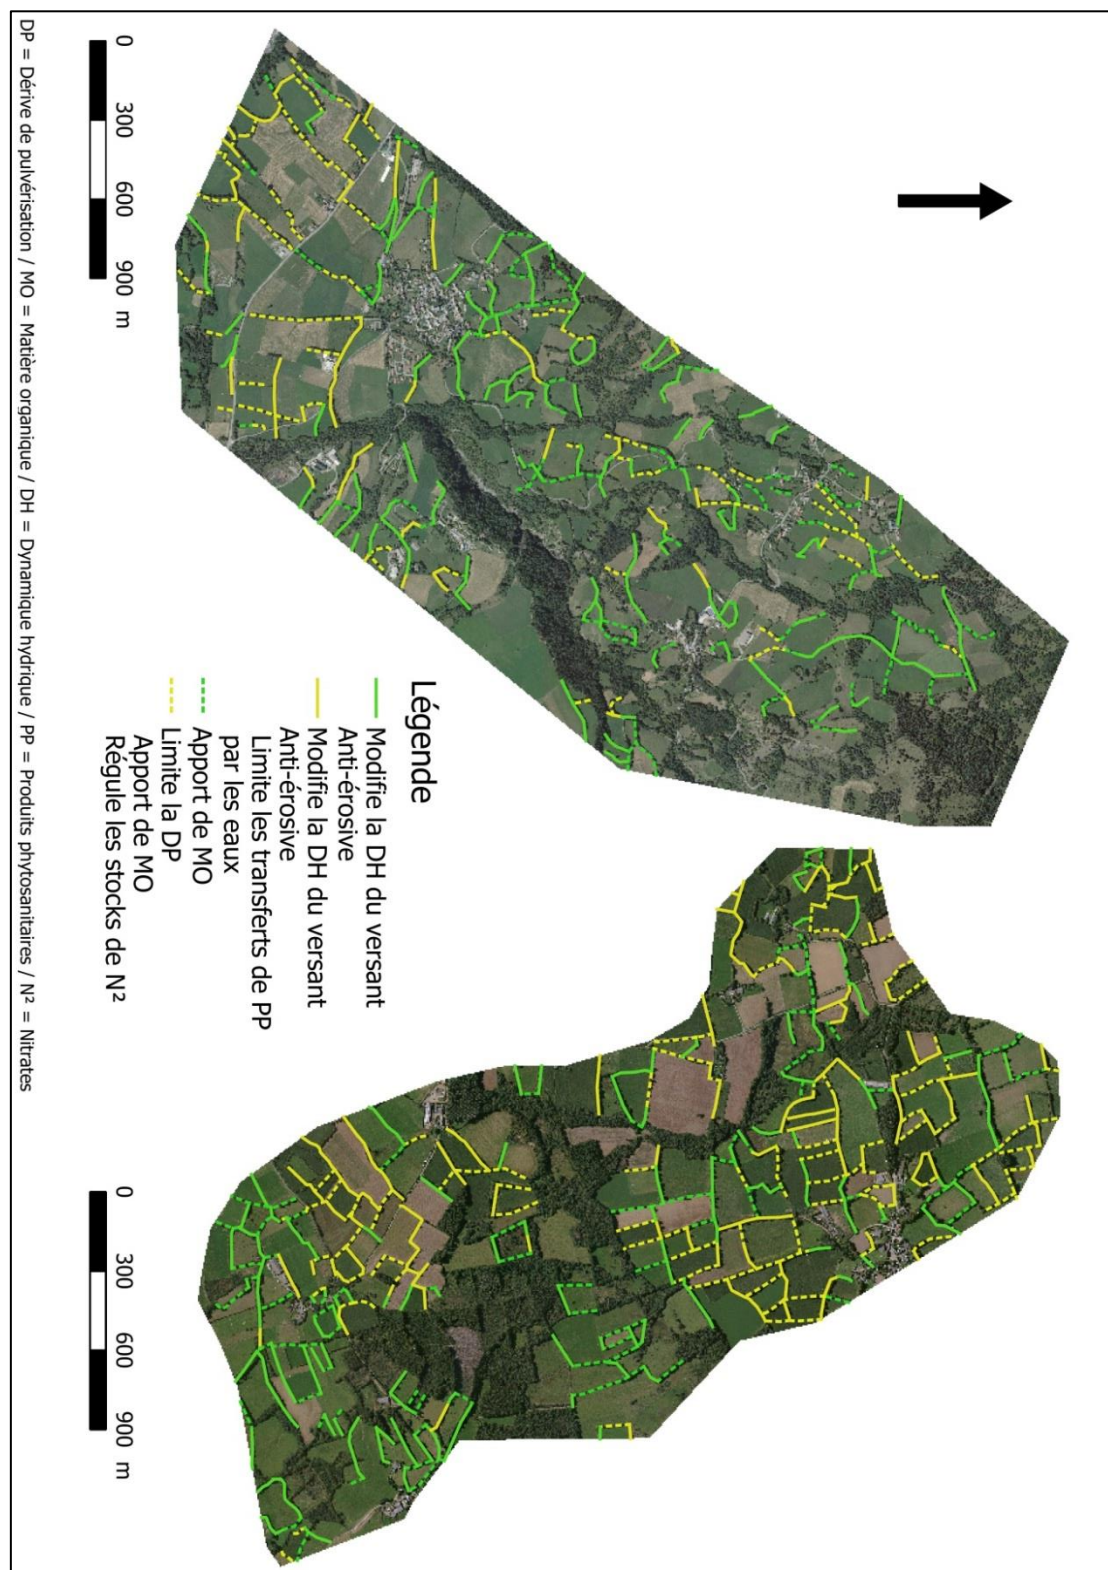 Légende
Modifie la DH du versant
Anti-érosive
Modifie la DH du versant
Anti-érosive
Limite les transferts de PP
par les eaux
Apport de MO
Limite la DP
Apport de MO
Régule les stocks de N²
0 300 600 900 m
0 300 600 900 m
DP = Dérive de pulvérisation / MO = Matière organique / DH = Dynamique hydrique / PP = Produits phytosanitaires / N² = Nitrates